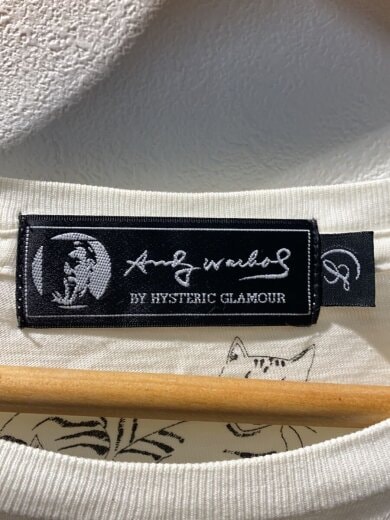 Andy Warhol
BY HYSTERIC GLAMOUR
S